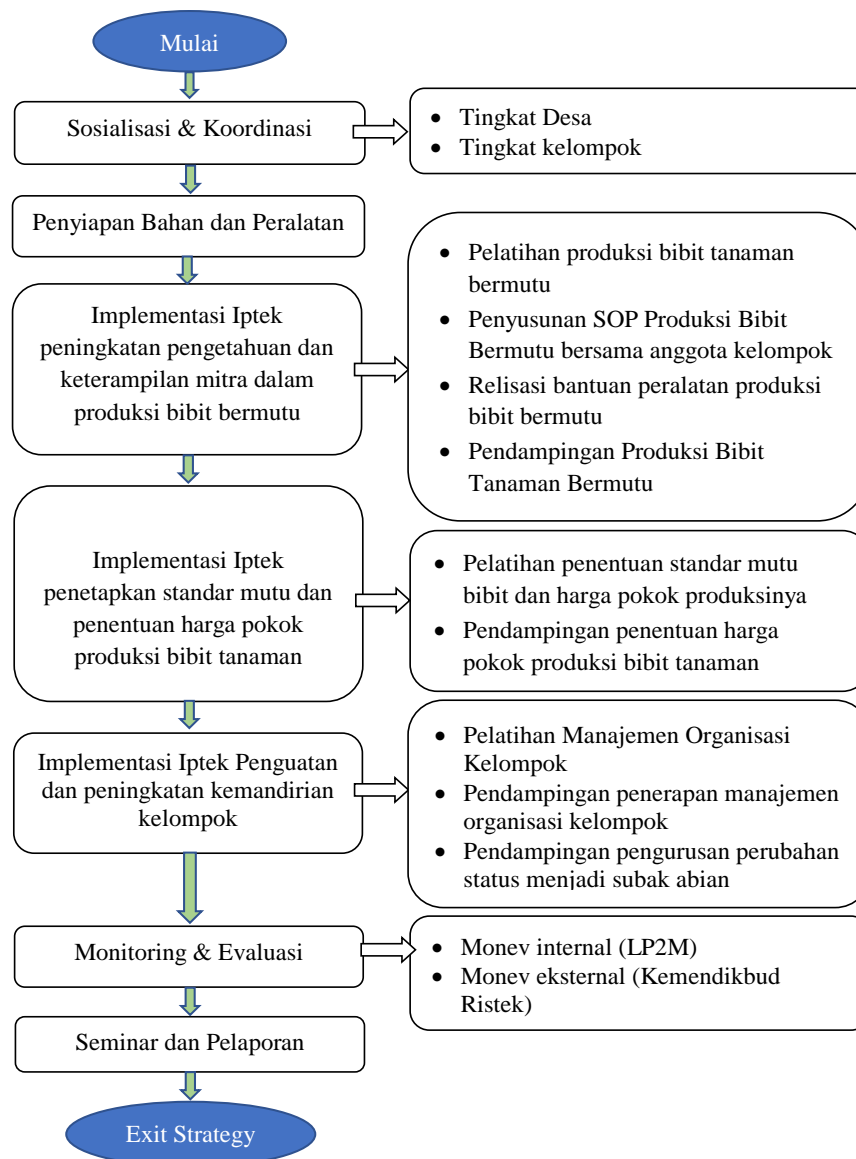 Mulai
Sosialisasi & Koordinasi
• Tingkat Desa
• Tingkat kelompok
Penyiapan Bahan dan Peralatan
Implementasi Iptek
peningkatan pengetahuan dan
keterampilan mitra dalam
produksi bibit bermutu
• Pelatihan produksi bibit tanaman
bermutu
• Penyusunan SOP Produksi Bibit
Bermutu bersama anggota kelompok
• Relisasi bantuan peralatan produksi
bibit bermutu
• Pendampingan Produksi Bibit
Tanaman Bermutu
Implementasi Iptek
penetapkan standar mutu dan
penentuan harga pokok
produksi bibit tanaman
• Pelatihan penentuan standar mutu
bibit dan harga pokok produksinya
• Pendampingan penentuan harga
pokok produksi bibit tanaman
Implementasi Iptek Penguatan
dan peningkatan kemandirian
kelompok
• Pelatihan Manajemen Organisasi
Kelompok
• Pendampingan penerapan manajemen
organisasi kelompok
• Pendampingan pengurusan perubahan
status menjadi subak abian
Monitoring & Evaluasi
• Monev internal (LP2M)
• Monev eksternal (Kemendikbud
Ristek)
Seminar dan Pelaporan
Exit Strategy